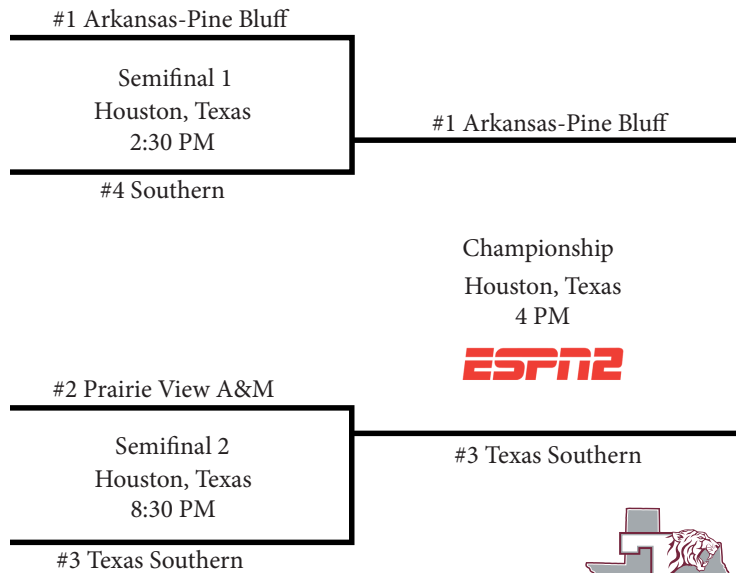 #1 Arkansas-Pine Bluff
Semifinal 1
Houston, Texas
2:30 PM
#4 Southern
#1 Arkansas-Pine Bluff
Championship
Houston, Texas
4 PM
ESPN2
#2 Prairie View A&M
Semifinal 2
Houston, Texas
8:30 PM
#3 Texas Southern
#3 Texas Southern